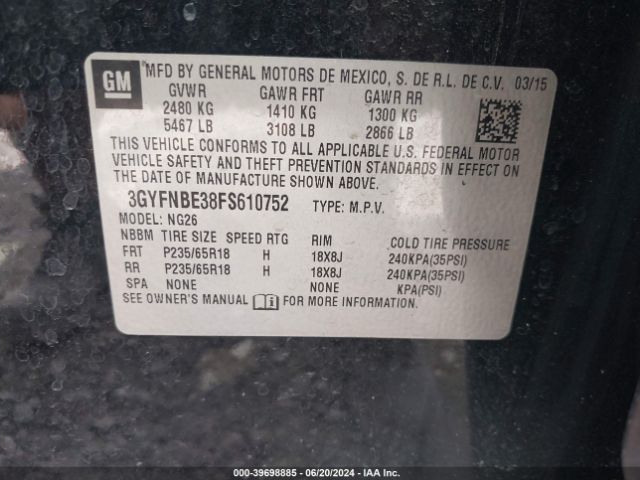 GM
MFD BY GENERAL MOTORS DE MEXICO, S. DE R.L. DE C.V. 03/15
GVWR GAWR FRT GAWR RR
2480 KG 1410 KG 1300 KG
5467 LB 3108 LB 2866 LB
THIS VEHICLE CONFORMS TO ALL APPLICABLE U.S. FEDERAL MOTOR
VEHICLE SAFETY AND THEFT PREVENTION STANDARDS IN EFFECT ON
THE DATE OF MANUFACTURE SHOWN ABOVE.
3GYFNBE38FS610752 TYPE: M.P.V.
MODEL: NG26
NBBM TIRE SIZE SPEED RTG RIM COLD TIRE PRESSURE
FRT P235/65R18 H 18X8J 240KPA(35PSI)
RR P235/65R18 H 18X8J 240KPA(35PSI)
SPA NONE NONE KPA(PSI)
SEE OWNER'S MANUAL FOR MORE INFORMATION.
000-39698885 - 06/20/2024 - IAA Inc.